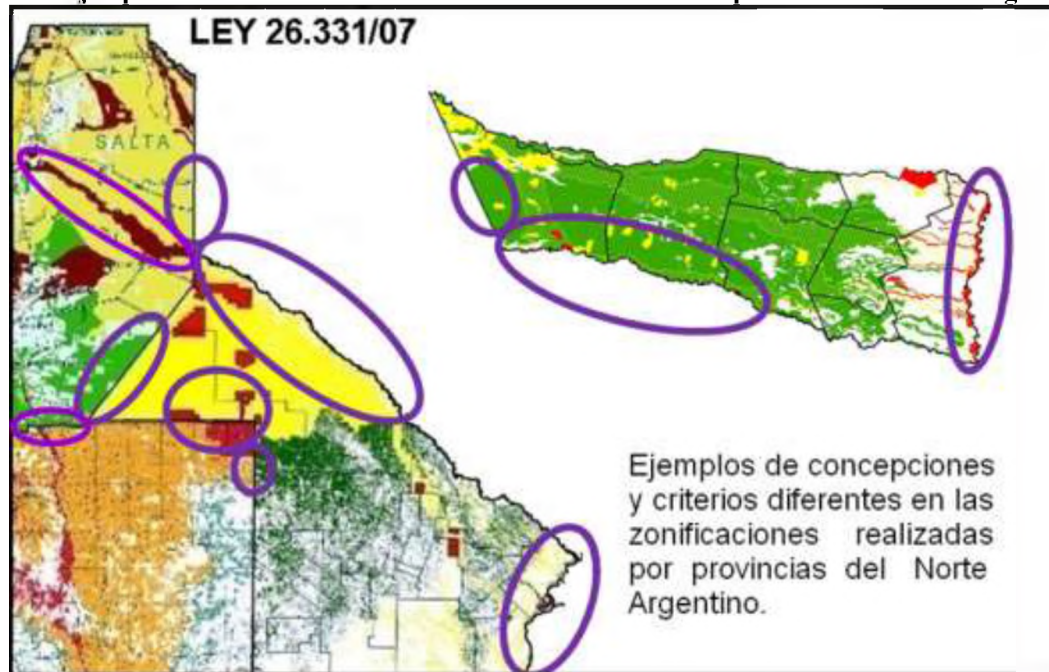 LEY 26.331/07
SALTA
Ejemplos de concepciones
y criterios diferentes en las
zonificaciones realizadas
por provincias del Norte
Argentino.